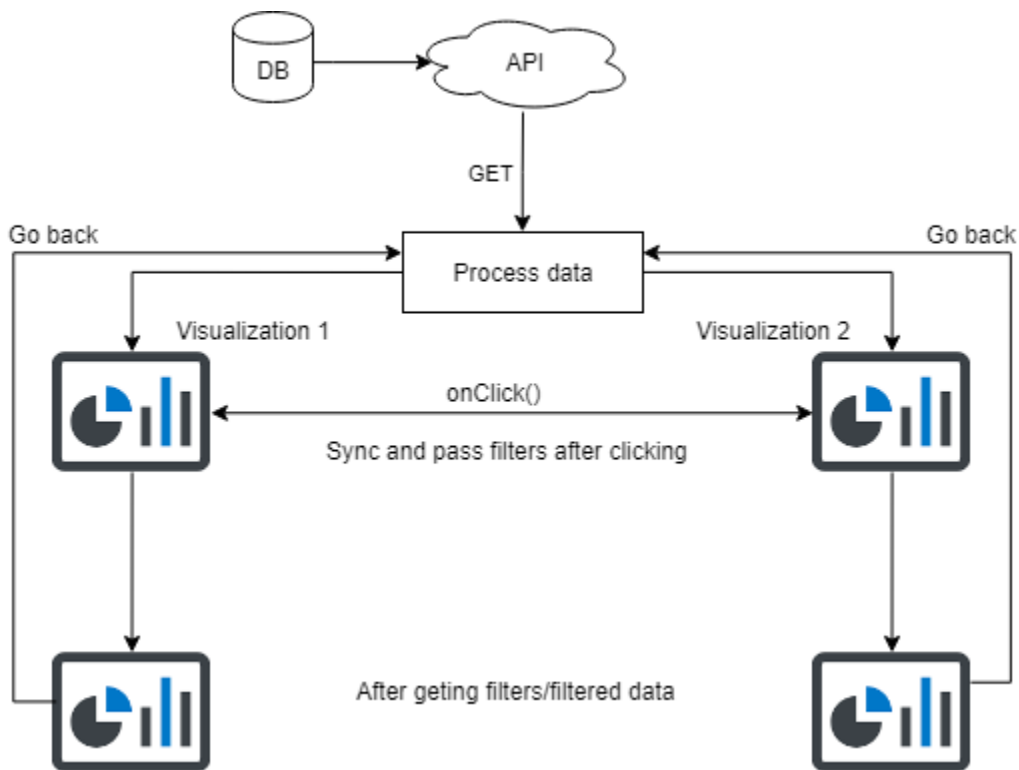 DB
API
GET
Go back
Go back
Process data
Visualization 1
Visualization 2
onClick()
Sync and pass filters after clicking
After geting filters/filtered data